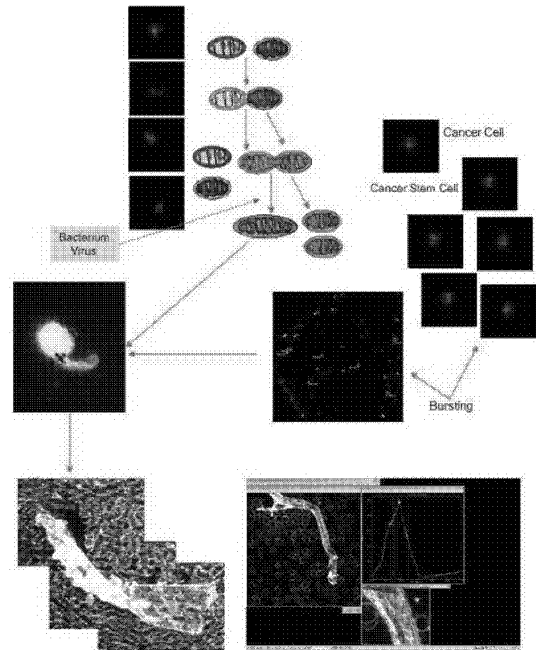 Cancer Cell
Cancer Stem Cell
Bacterium
Virus
Bursting